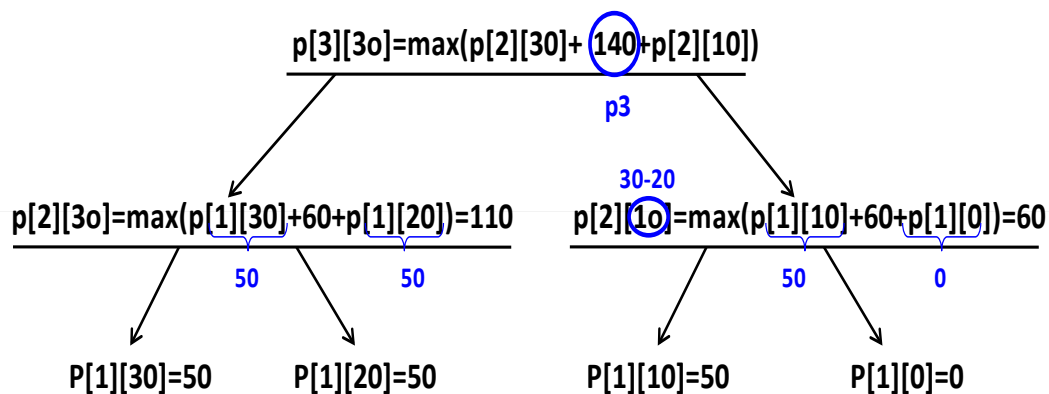 p[3][3o]=max(p[2][30]+ 140+p[2][10])
p3
30-20
p[2][3o]=max(p[1][30]+60+p[1][20])=110
p[2][1o]=max(p[1][10]+60+p[1][0])=60
50
50
50
0
P[1][30]=50
P[1][20]=50
P[1][10]=50
P[1][0]=0